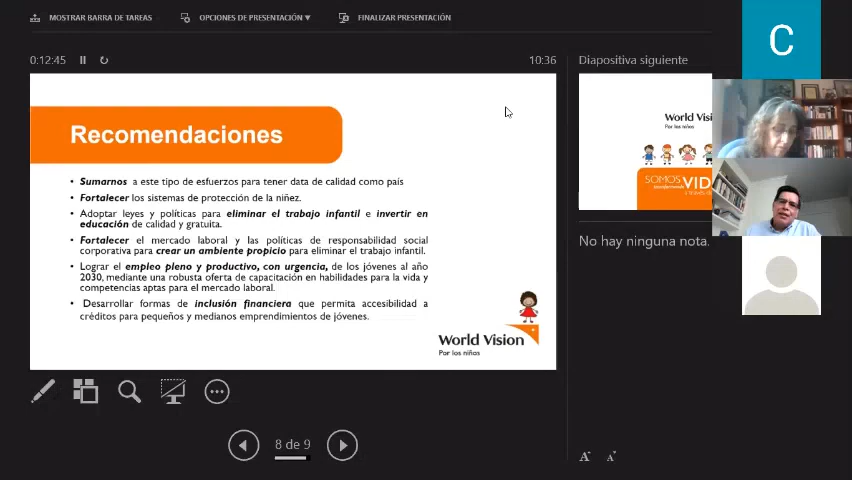 MOSTRAR BARRA DE TAREAS
OPCIONES DE PRESENTACIÓN ▼
FINALIZAR PRESENTACIÓN
0:12:45
10:36
Recomendaciones
• Sumarnos a este tipo de esfuerzos para tener data de calidad como país
• Fortalecer los sistemas de protección de la niñez.
• Adoptar leyes y políticas para eliminar el trabajo infantil e invertir en
educación de calidad y gratuita.
• Fortalecer el mercado laboral y las políticas de responsabilidad social
corporativa para crear un ambiente propicio para eliminar el trabajo infantil.
• Lograr el empleo pleno y productivo, con urgencia, de los jóvenes al año
2030, mediante una robusta oferta de capacitación en habilidades para la vida y
competencias aptas para el mercado laboral.
• Desarrollar formas de inclusión financiera que permita accesibilidad a
créditos para pequeños y medianos emprendimientos de jóvenes.
World Vision
Por los niños
8 de 9
Diapositiva siguiente
World Visi
Por los niños
SOMOS VID
No hay ninguna nota.
A A
C